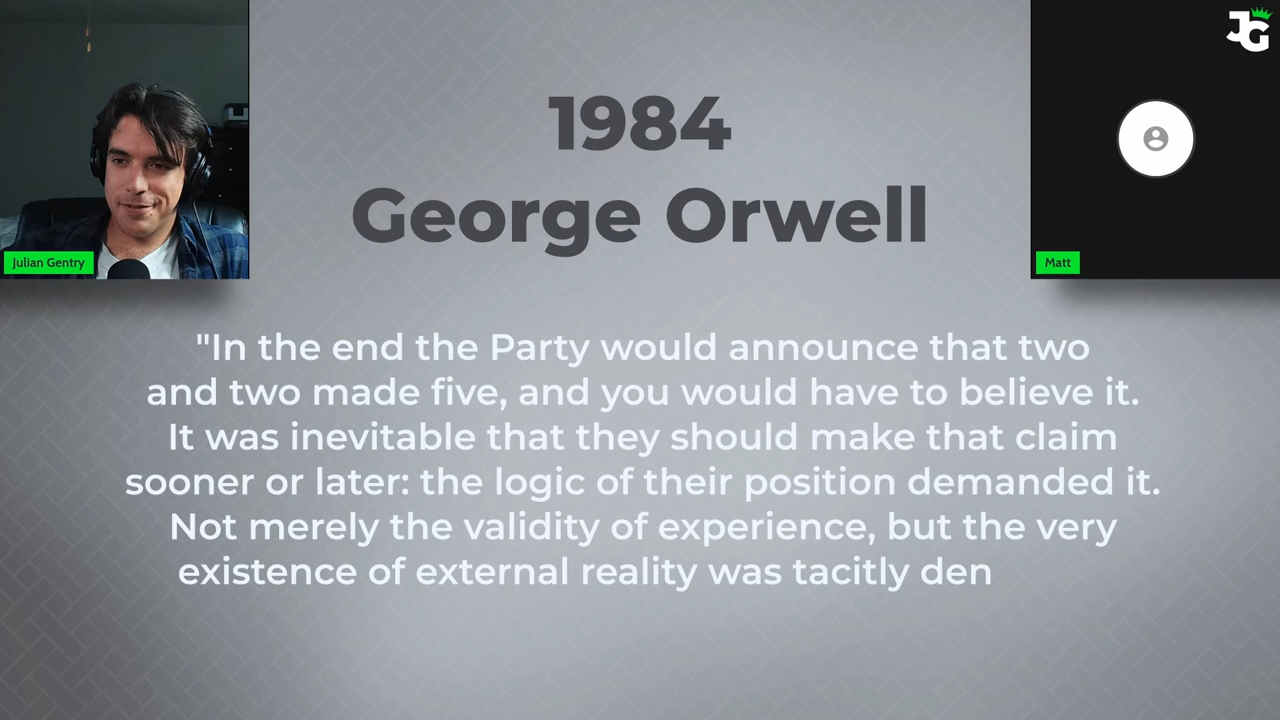 JG
1984
George Orwell
Julian Gentry
Matt
"In the end the Party would announce that two
and two made five, and you would have to believe it.
It was inevitable that they should make that claim
sooner or later: the logic of their position demanded it.
Not merely the validity of experience, but the very
existence of external reality was tacitly den